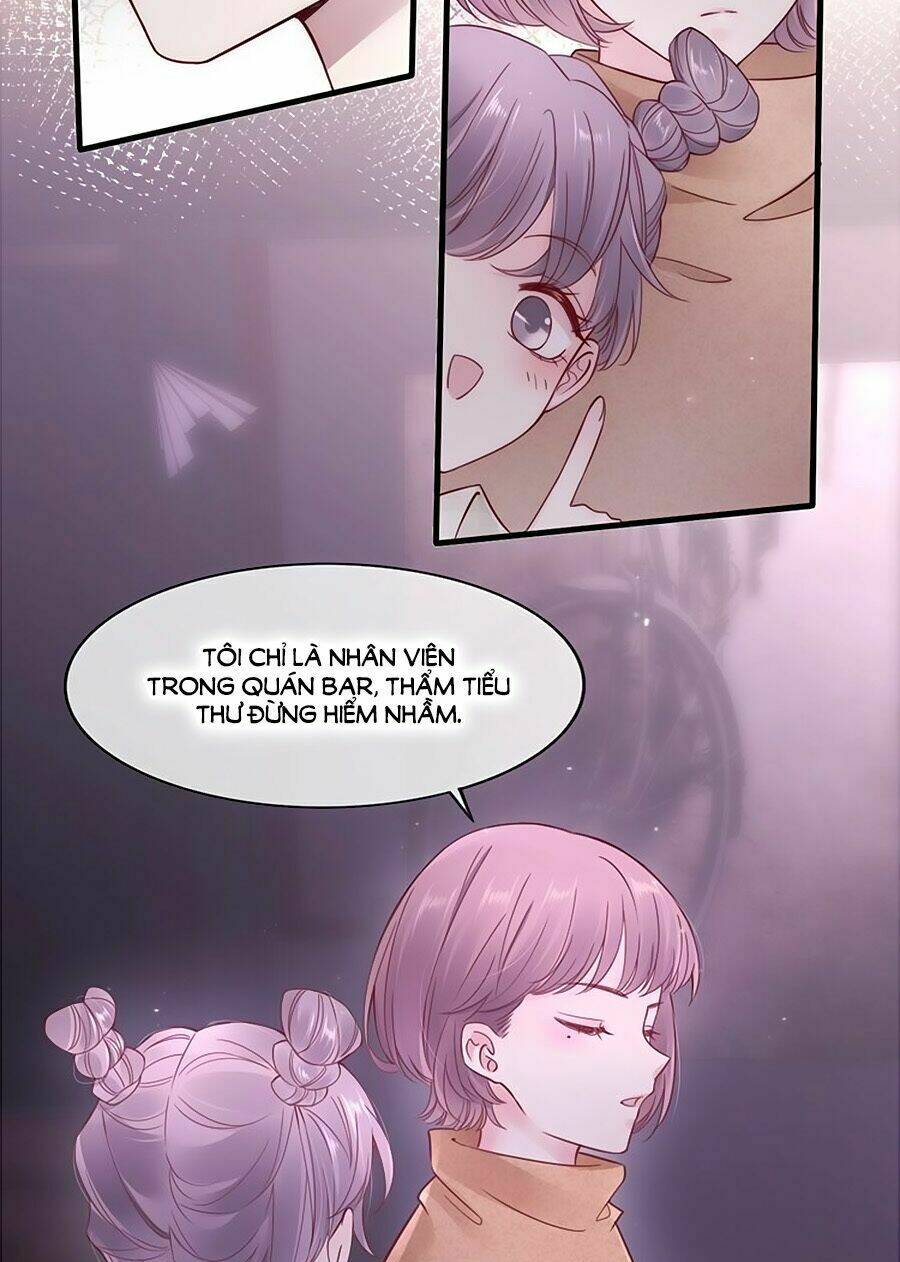 TÔI CHỈ LÀ NHÂN VIÊN
TRONG QUÁN BAR, THẨM TIỂU
THƯ ĐỪNG HIỂM NHẦM.